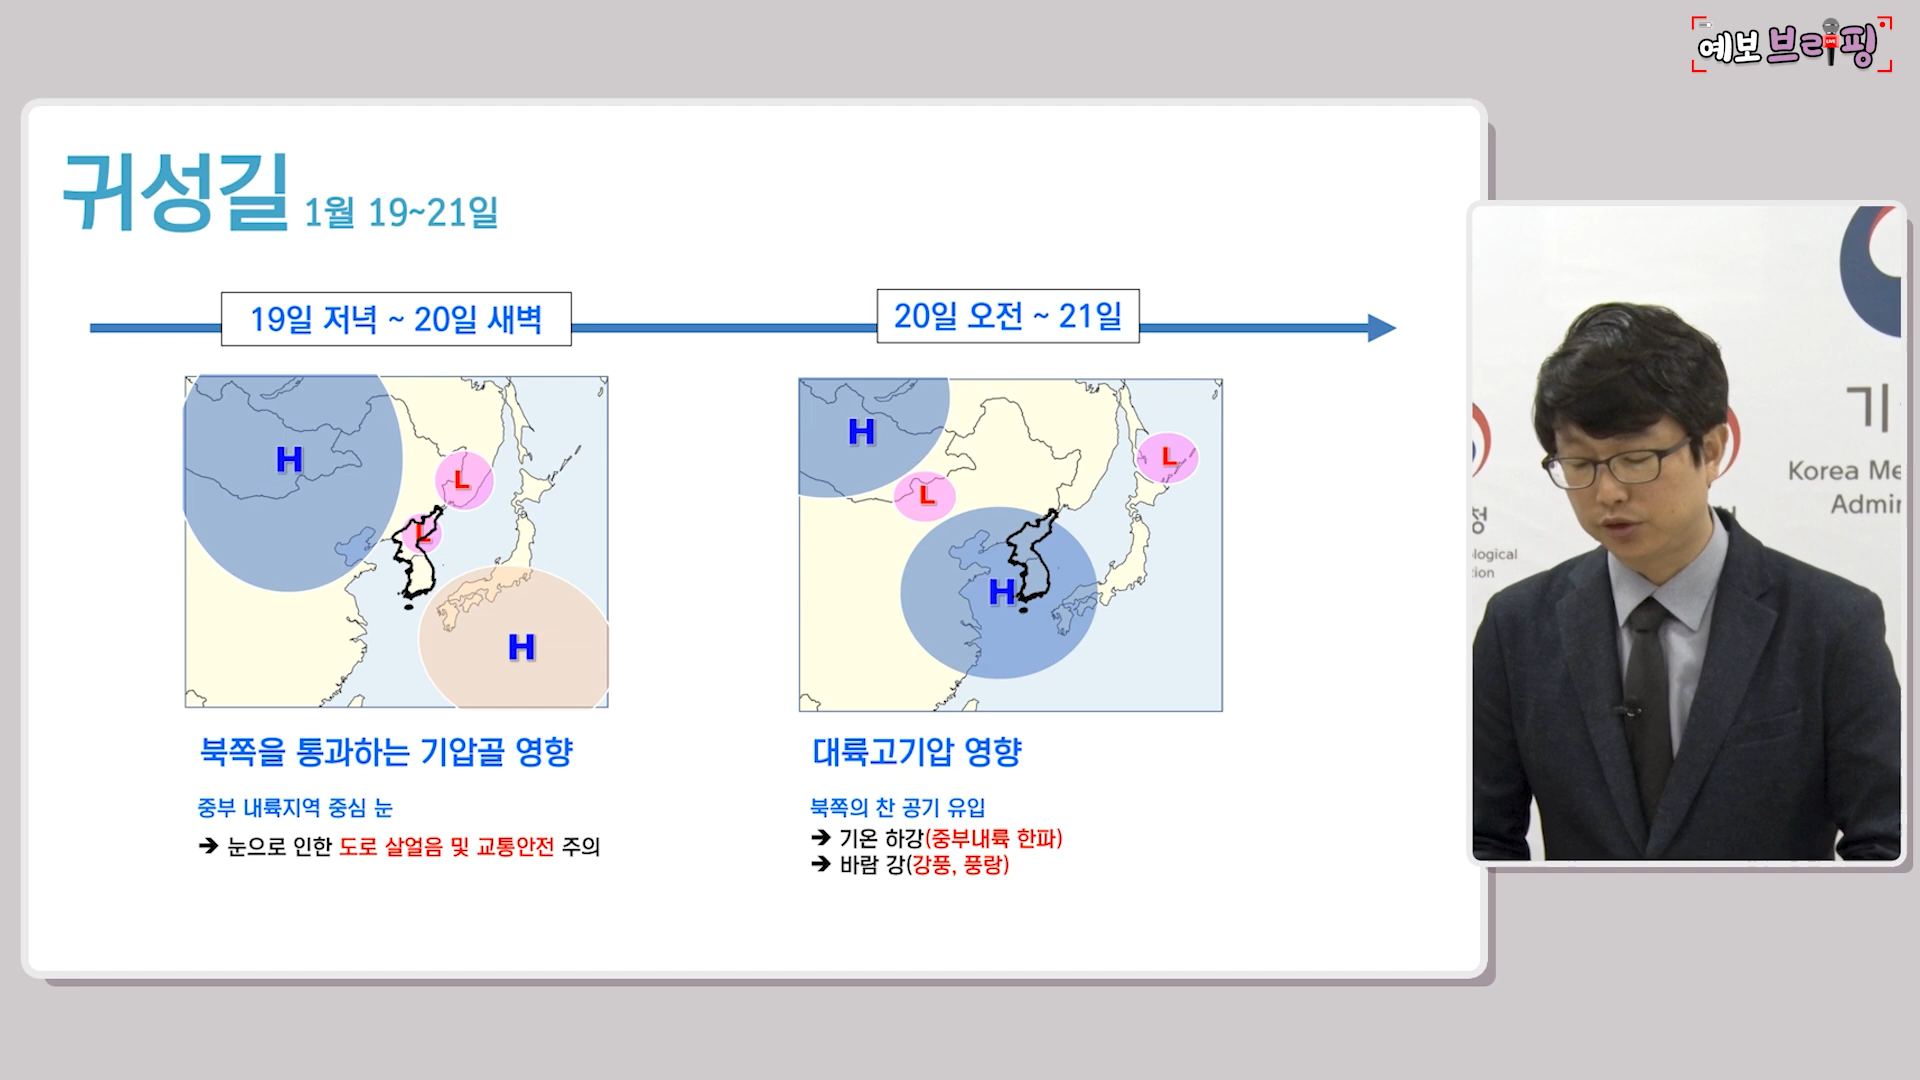 예보 브리핑
LIVE
귀성길 1월 19~21일
19일 저녁 ~ 20일 새벽
20일 오전 ~ 21일
H
L
L
H
H
L
L
H
북쪽을 통과하는 기압골 영향
중부 내륙지역 중심 눈
➔ 눈으로 인한 도로 살얼음 및 교통안전 주의
대륙고기압 영향
북쪽의 찬 공기 유입
➔ 기온 하강(중부내륙 한파)
➔ 바람 강(강풍, 풍랑)
기
Korea Me
Admin
청
ological
tion